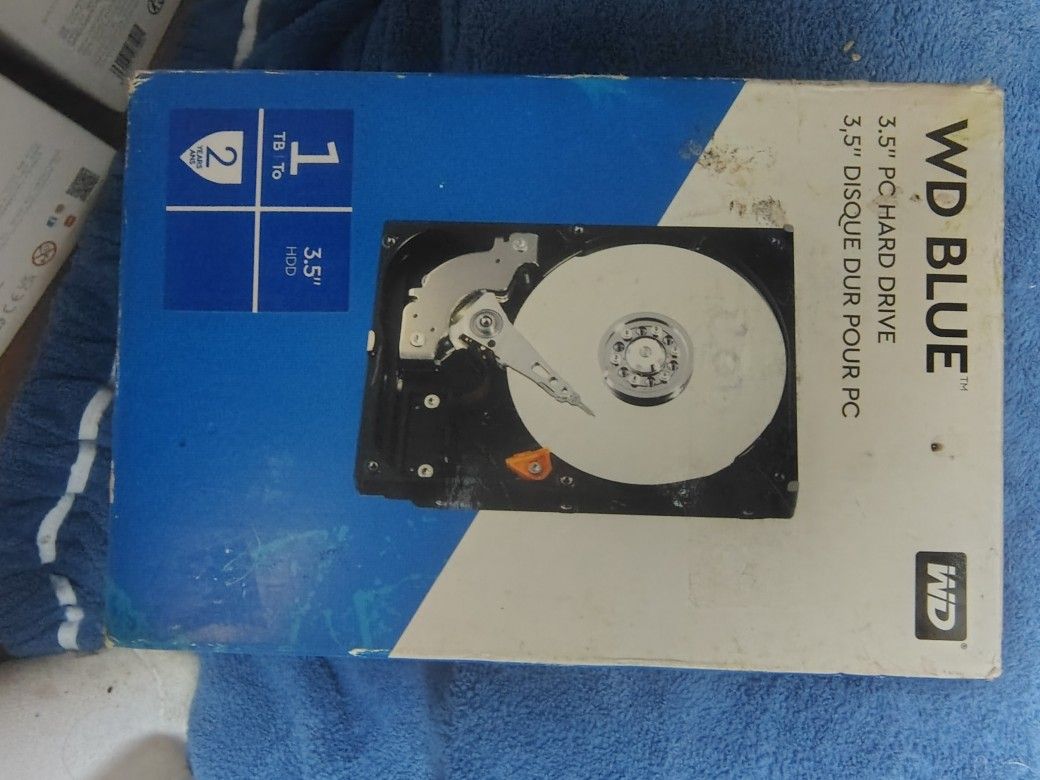 WD BLUE™
3.5" PC HARD DRIVE
3,5" DISQUE DUR POUR PC
WD®
1
TB | To
3.5"
HDD
2
YEARS
ANS